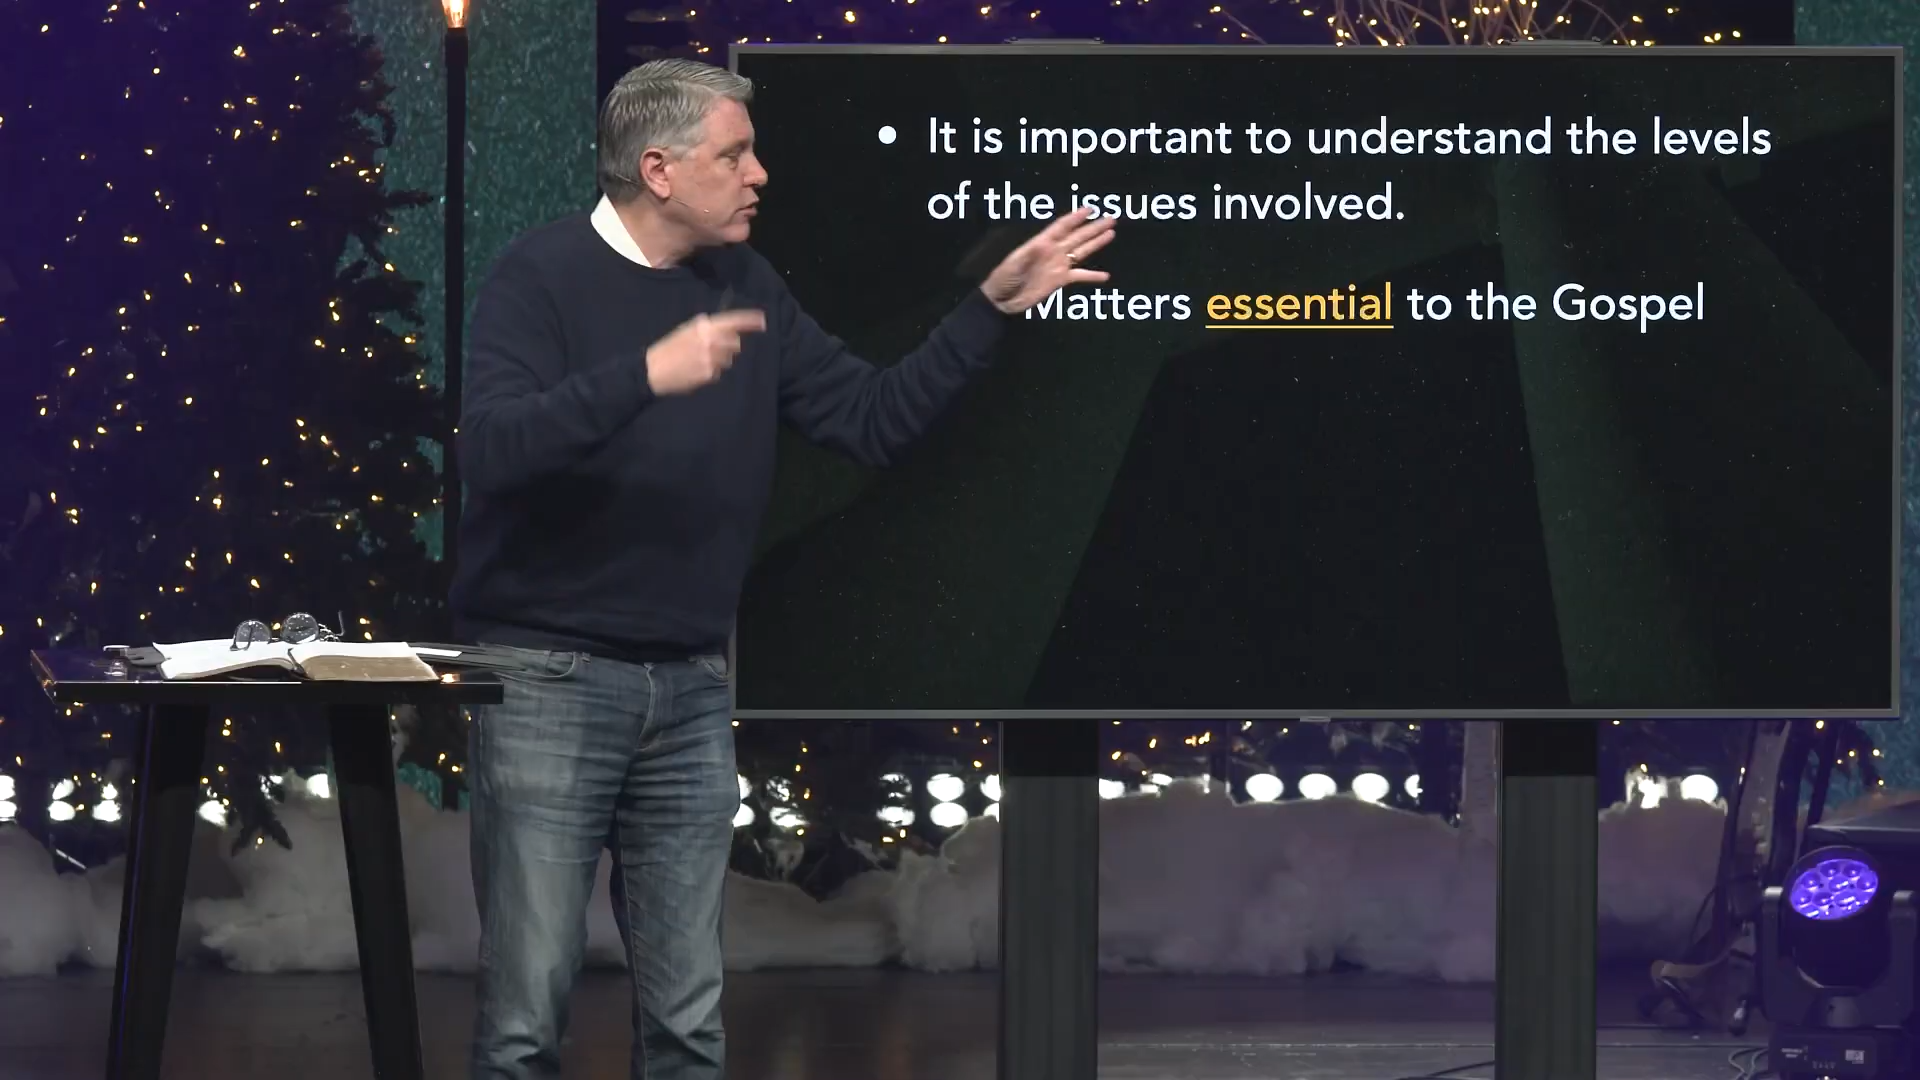 • It is important to understand the levels
of the issues involved.
Matters essential to the Gospel